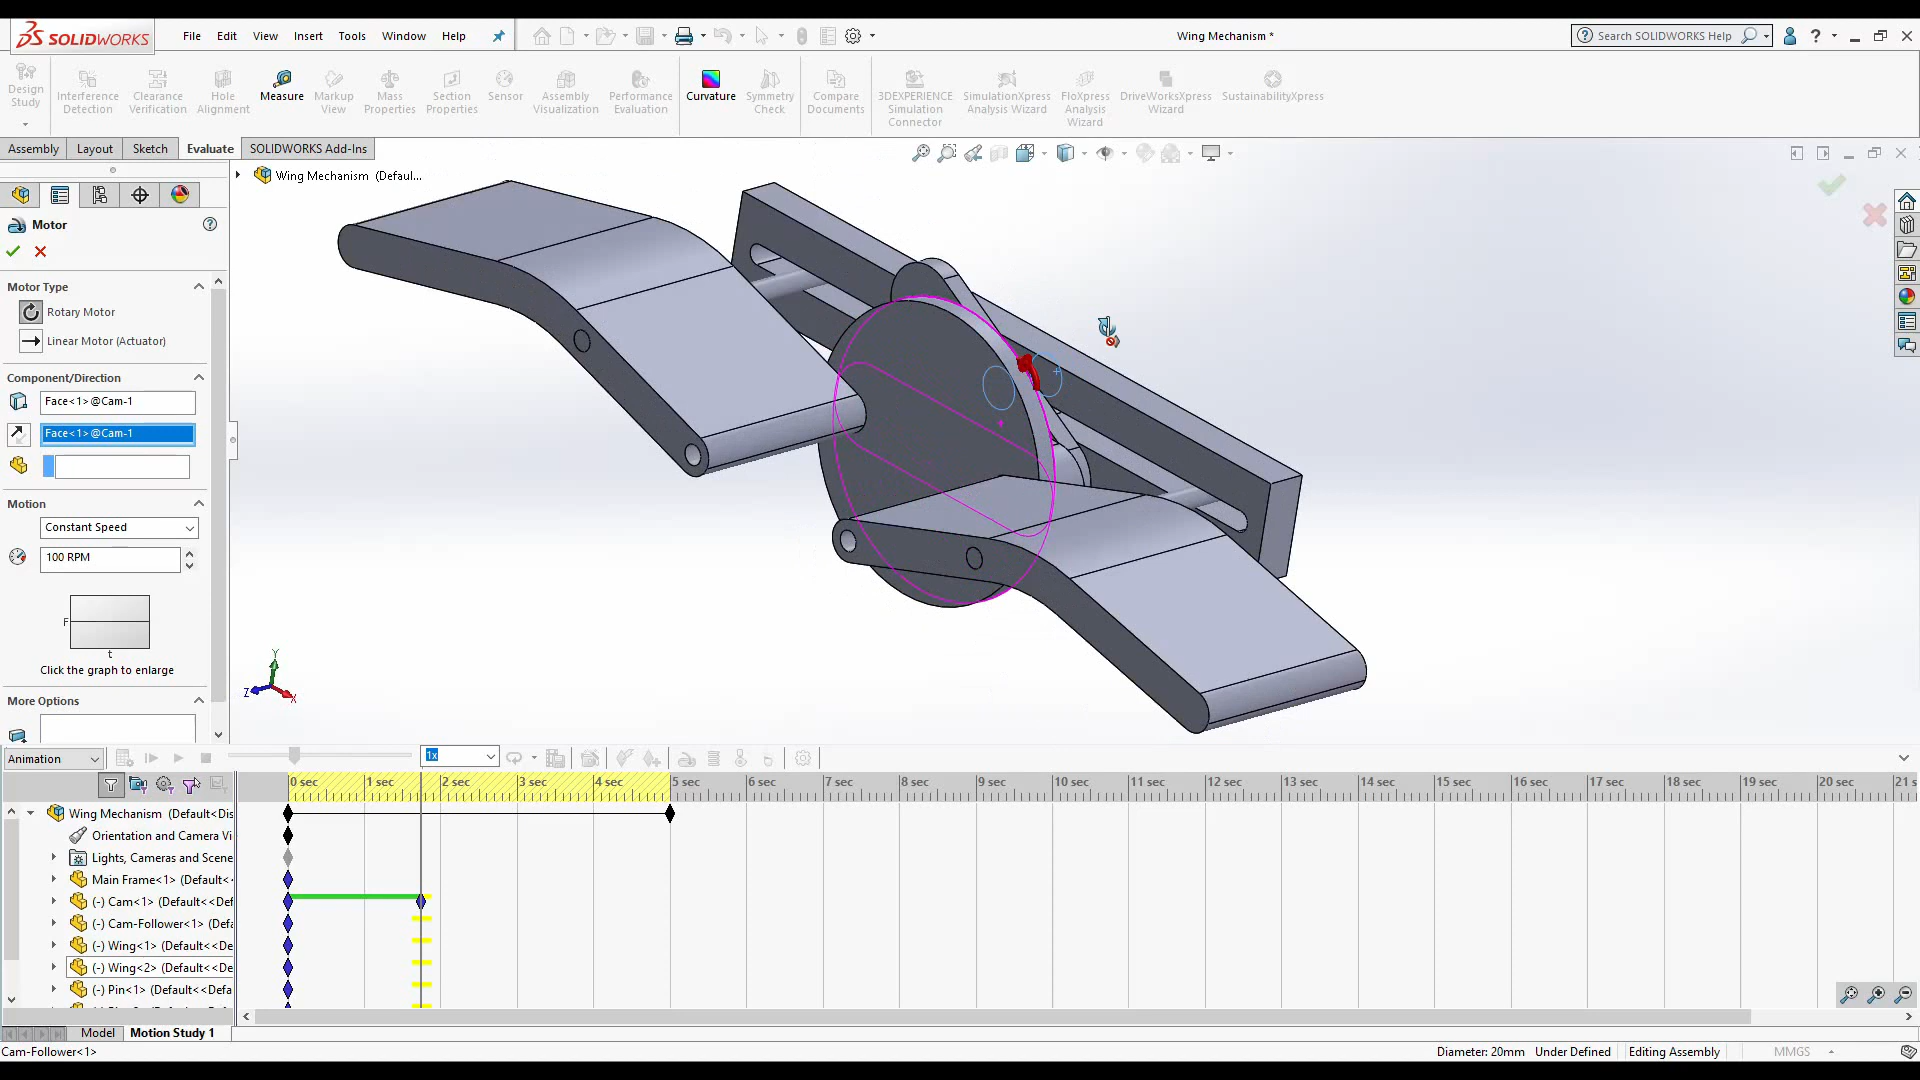 SOLIDWORKS
File Edit View Insert Tools Window Help
Wing Mechanism *
Search SOLIDWORKS Help
Design Study
Interference Detection
Clearance Verification
Hole Alignment
Measure
Markup View
Mass Properties
Section Properties
Sensor
Assembly Visualization
Performance Evaluation
Curvature
Symmetry Check
Compare Documents
3DEXPERIENCE Simulation Connector
SimulationXpress Analysis Wizard
FloXpress Analysis Wizard
DriveWorksXpress Wizard
SustainabilityXpress
Assembly Layout Sketch Evaluate SOLIDWORKS Add-Ins
Wing Mechanism (Defaul...
Motor
Motor Type
Rotary Motor
Linear Motor (Actuator)
Component/Direction
Face<1>@Cam-1
Face<1>@Cam-1
Motion
Constant Speed
100 RPM
F
t
Click the graph to enlarge
More Options
Y
Z
X
Animation
1x
0 sec 1 sec 2 sec 3 sec 4 sec 5 sec 6 sec 7 sec 8 sec 9 sec 10 sec 11 sec 12 sec 13 sec 14 sec 15 sec 16 sec 17 sec 18 sec 19 sec 20 sec 21 s
Wing Mechanism (Default<Dis
Orientation and Camera Vi
Lights, Cameras and Scene
Main Frame<1> (Default<
(-) Cam<1> (Default<<Def
(-) Cam-Follower<1> (Defa
(-) Wing<1> (Default<<De
(-) Wing<2> (Default<<De
(-) Pin<1> (Default<<Defa
Model Motion Study 1
Cam-Follower<1>
Diameter: 20mm Under Defined Editing Assembly MMGS